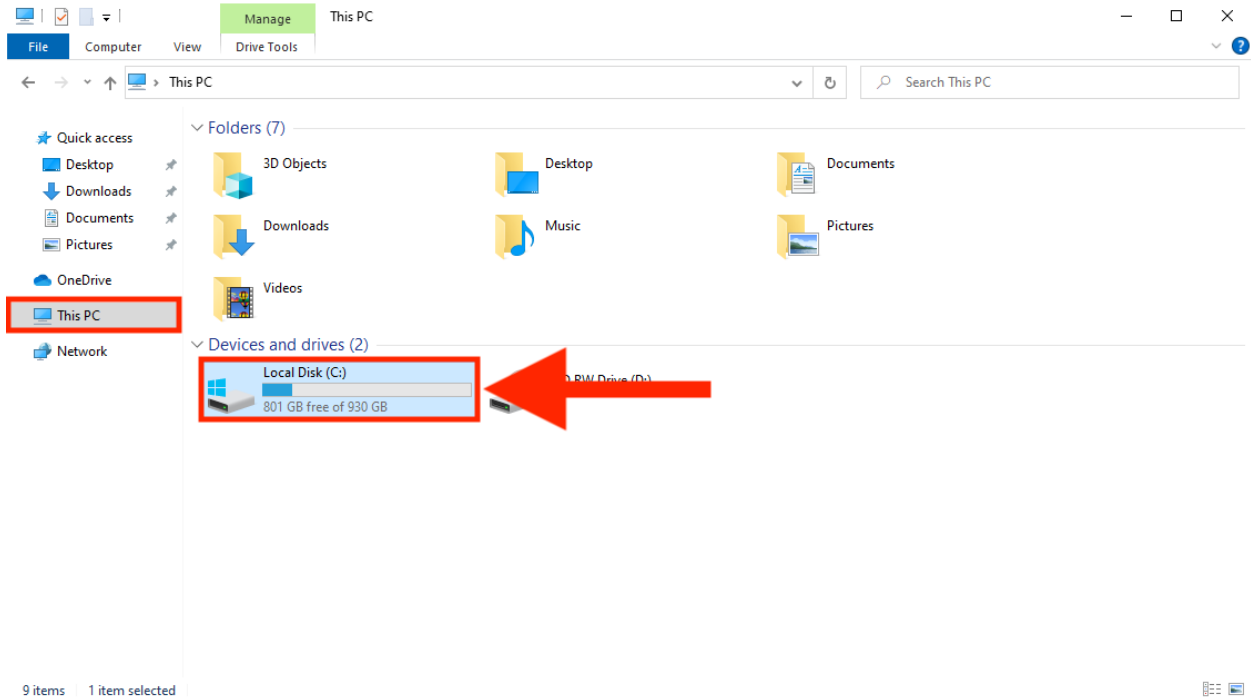 Manage
This PC
File
Computer
View
Drive Tools
This PC
Search This PC
Quick access
Desktop
Downloads
Documents
Pictures
OneDrive
This PC
Network
Folders (7)
3D Objects
Desktop
Documents
Downloads
Music
Pictures
Videos
Devices and drives (2)
Local Disk (C:)
801 GB free of 930 GB
RW Drive (D:)
9 items
1 item selected